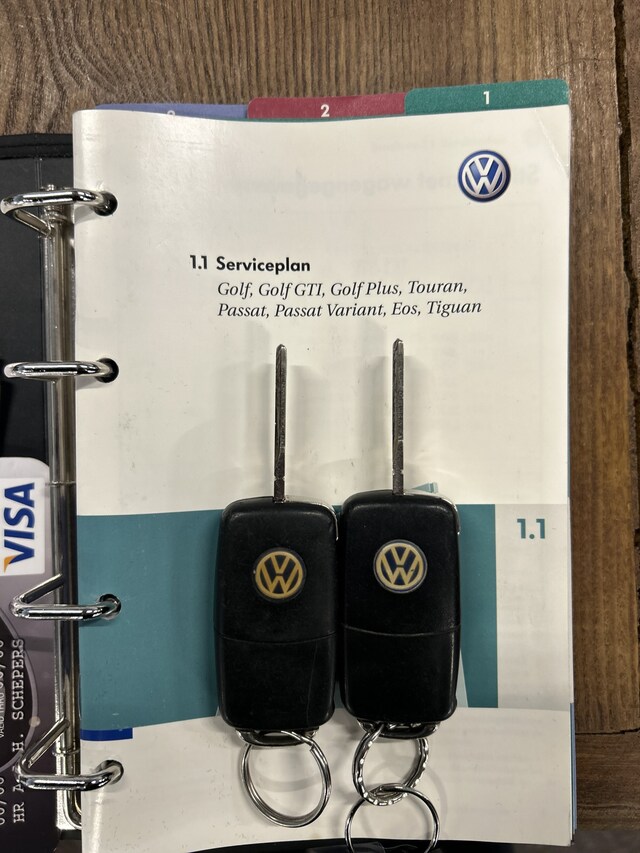 2
1
1.1 Serviceplan
Golf, Golf GTI, Golf Plus, Touran,
Passat, Passat Variant, Eos, Tiguan
1.1
VISA
SCHEPERS